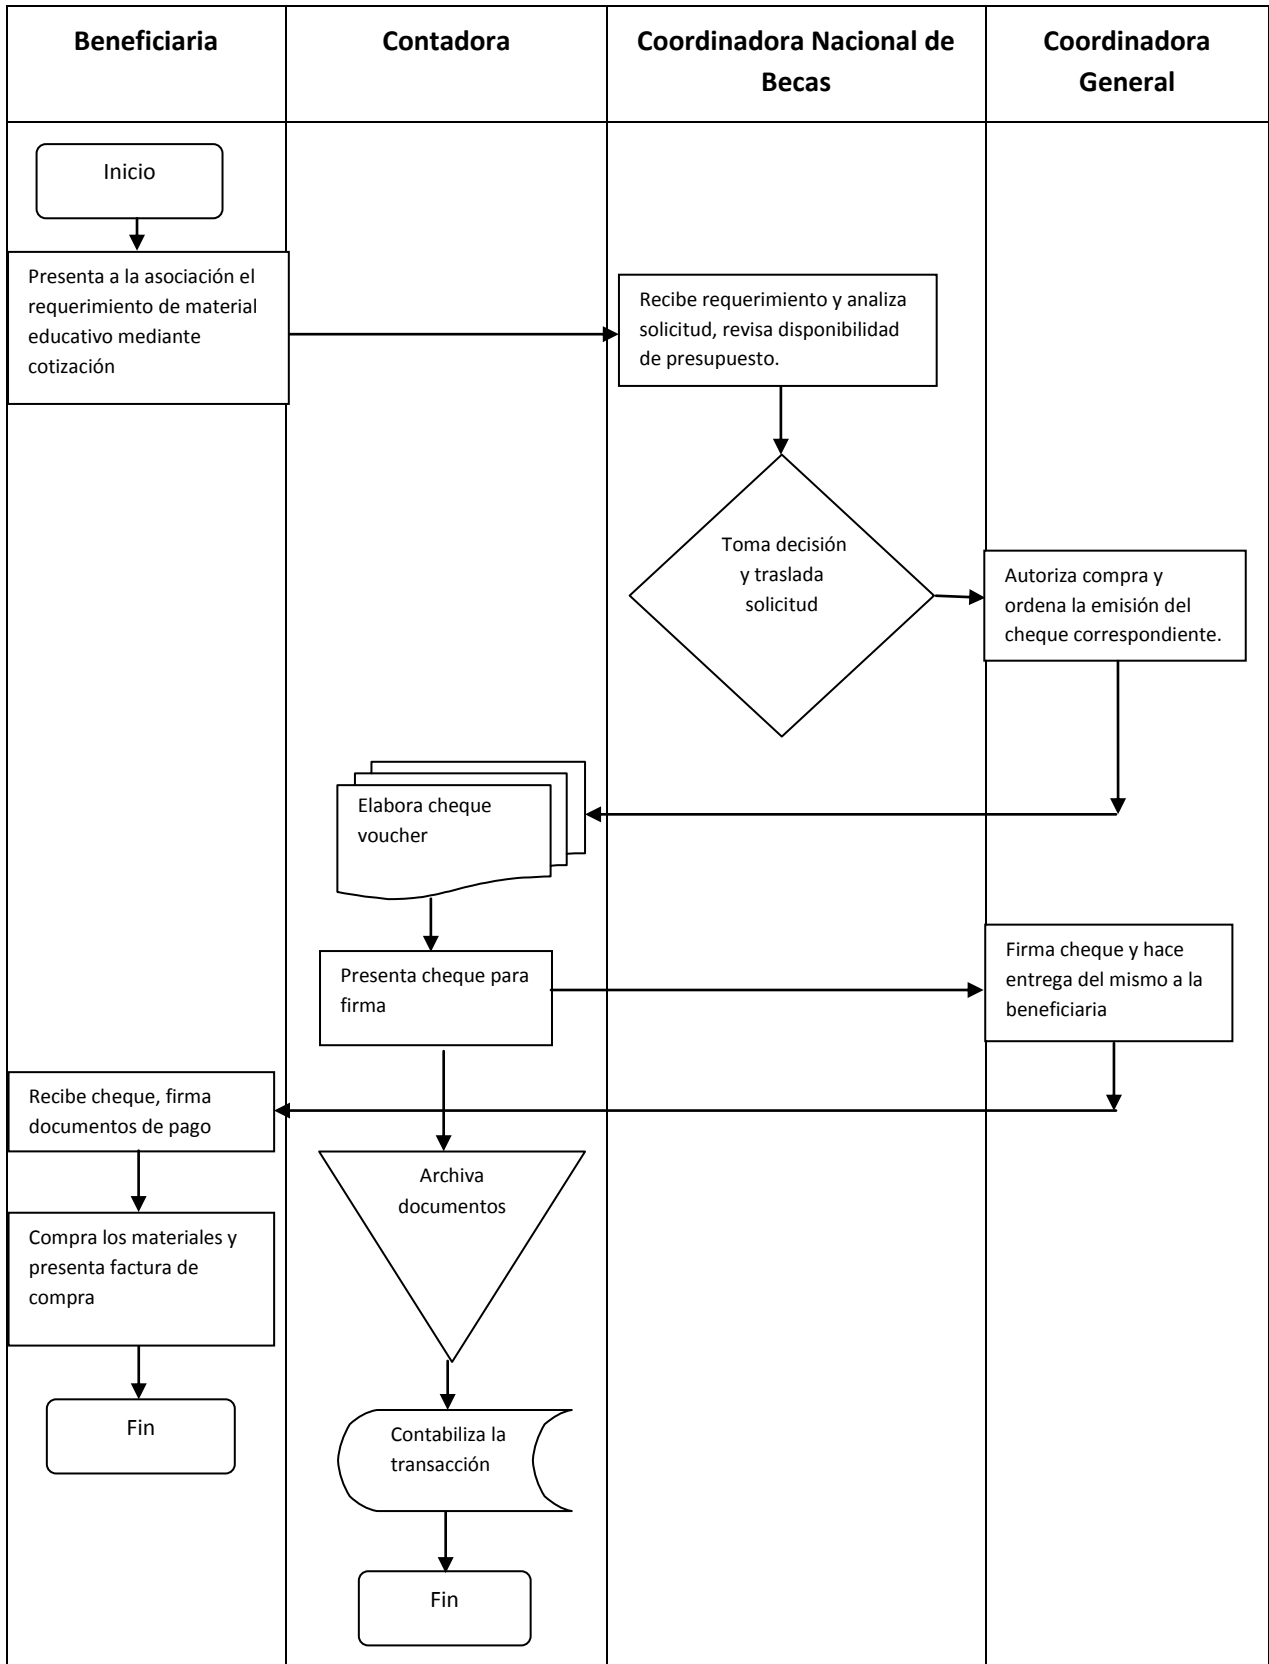 Beneficiaria
Contadora
Coordinadora Nacional de
Becas
Coordinadora
General
Inicio
Presenta a la asociación el
requerimiento de material
educativo mediante
cotización
Recibe requerimiento y analiza
solicitud, revisa disponibilidad
de presupuesto.
Toma decisión
y traslada
solicitud
Autoriza compra y
ordena la emisión del
cheque correspondiente.
Elabora cheque
voucher
Presenta cheque para
firma
Firma cheque y hace
entrega del mismo a la
beneficiaria
Recibe cheque, firma
documentos de pago
Archiva
documentos
Compra los materiales y
presenta factura de
compra
Fin
Contabiliza la
transacción
Fin